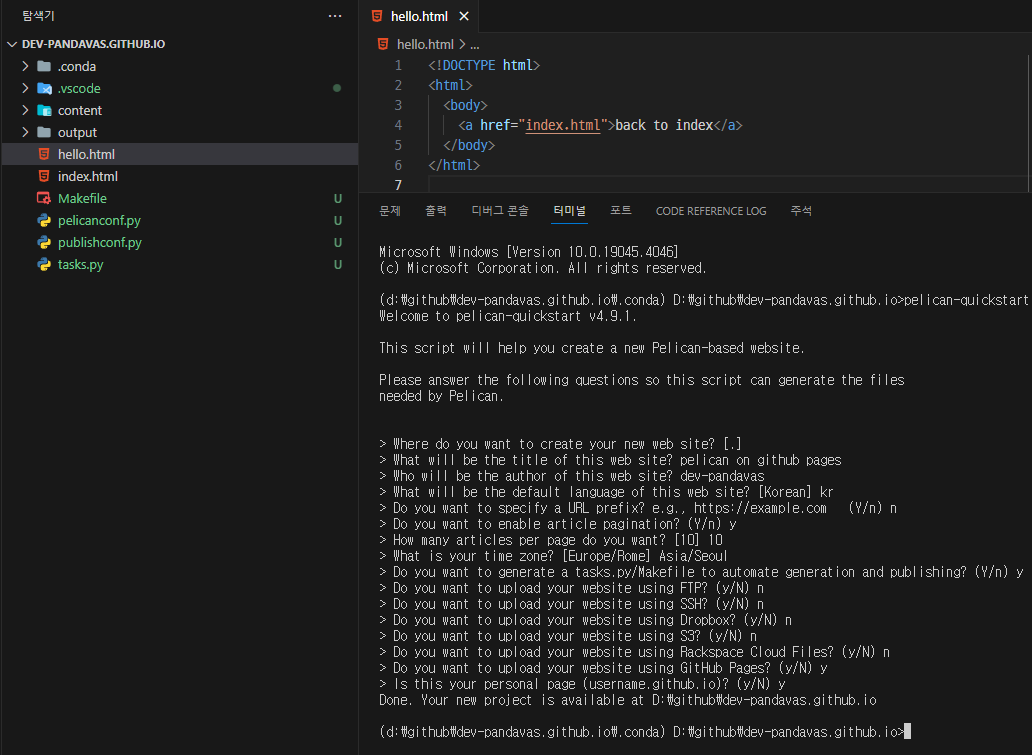 탐색기 ...
DEV-PANDAVAS.GITHUB.IO
.conda
.vscode
content
output
hello.html
index.html
Makefile U
pelicanconf.py U
publishconf.py U
tasks.py U
hello.html
hello.html > ...
1 <!DOCTYPE html>
2 <html>
3 <body>
4 <a href="index.html">back to index</a>
5 </body>
6 </html>
7
문제 출력 디버그 콘솔 터미널 포트 CODE REFERENCE LOG 주석
Microsoft Windows [Version 10.0.19045.4046]
(c) Microsoft Corporation. All rights reserved.
(d:\github\dev-pandavas.github.io\.conda) D:\github\dev-pandavas.github.io>pelican-quickstart
Welcome to pelican-quickstart v4.9.1.
This script will help you create a new Pelican-based website.
Please answer the following questions so this script can generate the files
needed by Pelican.
> Where do you want to create your new web site? [.]
> What will be the title of this web site? pelican on github pages
> Who will be the author of this web site? dev-pandavas
> What will be the default language of this web site? [Korean] kr
> Do you want to specify a URL prefix? e.g., https://example.com (Y/n) n
> Do you want to enable article pagination? (Y/n) y
> How many articles per page do you want? [10] 10
> What is your time zone? [Europe/Rome] Asia/Seoul
> Do you want to generate a tasks.py/Makefile to automate generation and publishing? (Y/n) y
> Do you want to upload your website using FTP? (y/N) n
> Do you want to upload your website using SSH? (y/N) n
> Do you want to upload your website using Dropbox? (y/N) n
> Do you want to upload your website using S3? (y/N) n
> Do you want to upload your website using Rackspace Cloud Files? (y/N) n
> Do you want to upload your website using GitHub Pages? (y/N) y
> Is this your personal page (username.github.io)? (y/N) y
Done. Your new project is available at D:\github\dev-pandavas.github.io
(d:\github\dev-pandavas.github.io\.conda) D:\github\dev-pandavas.github.io>